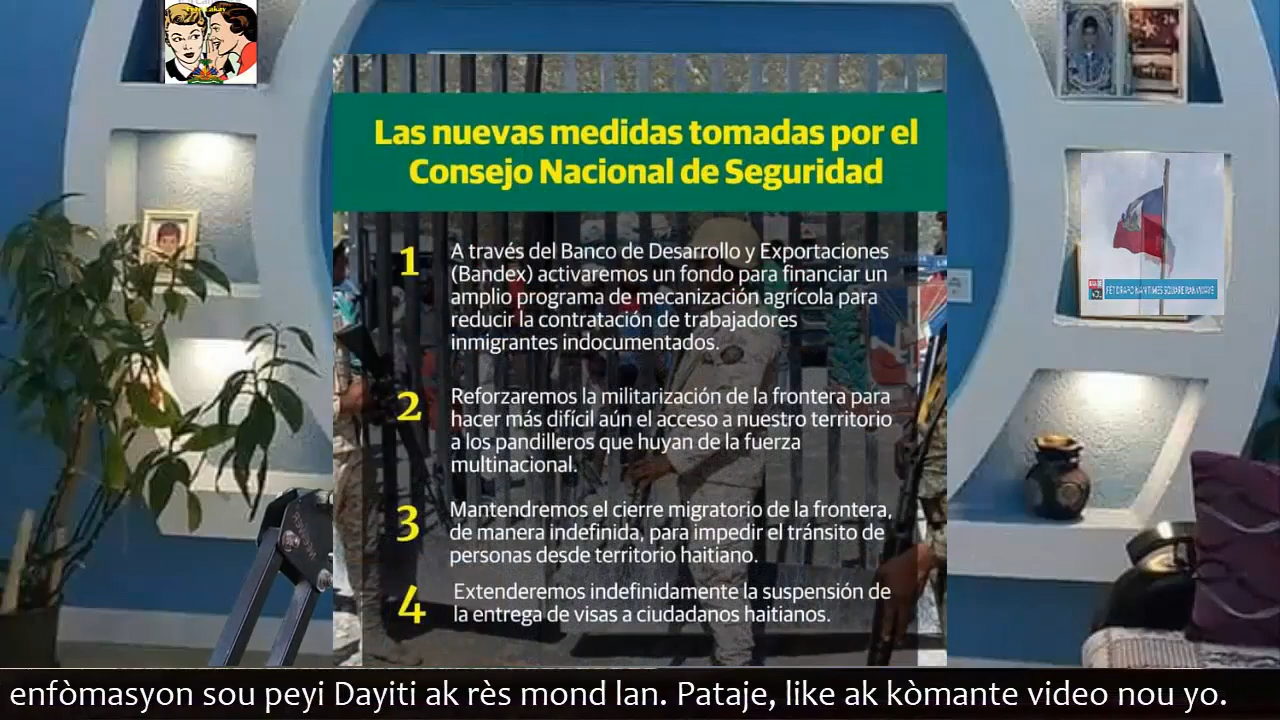 Las nuevas medidas tomadas por el
Consejo Nacional de Seguridad
1
A través del Banco de Desarrollo y Exportaciones
(Bandex) activaremos un fondo para financiar un
amplio programa de mecanización agrícola para
reducir la contratación de trabajadores
inmigrantes indocumentados.
2
Reforzaremos la militarización de la frontera para
hacer más difícil aún el acceso a nuestro territorio
a los pandilleros que huyan de la fuerza
multinacional.
3
Mantendremos el cierre migratorio de la frontera,
de manera indefinida, para impedir el tránsito de
personas desde territorio haitiano.
4
Extenderemos indefinidamente la suspensión de
la entrega de visas a ciudadanos haitianos.
enfòmasyon sou peyi Dayiti ak rès mond lan. Pataje, like ak kòmante video nou yo.